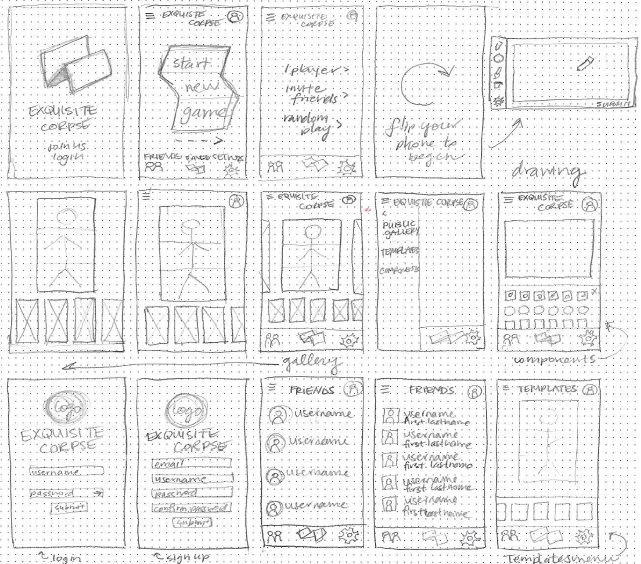 EXQUISITE
CORPSE
join us
login
EXQUISITE
CORPSE
start
new
game
FRIENDS
EXQUISITE
CORPSE
1 player >
invite
friends >
random
play >
flip your
phone to
begin
drawing
EXQUISITE
CORPSE
EXQUISITE CORPSE
<
PUBLIC
GALLERY
TEMPLATES
EXQUISITE
CORPSE
gallery
components
logo
EXQUISITE
CORPSE
username
password
submit
login
logo
EXQUISITE
CORPSE
email
username
password
confirm password
submit
sign up
FRIENDS
username
username
username
username
FRIENDS
username
first lastname
username
first lastname
username
first lastname
username
first lastname
username
first lastname
TEMPLATES
Templates menu